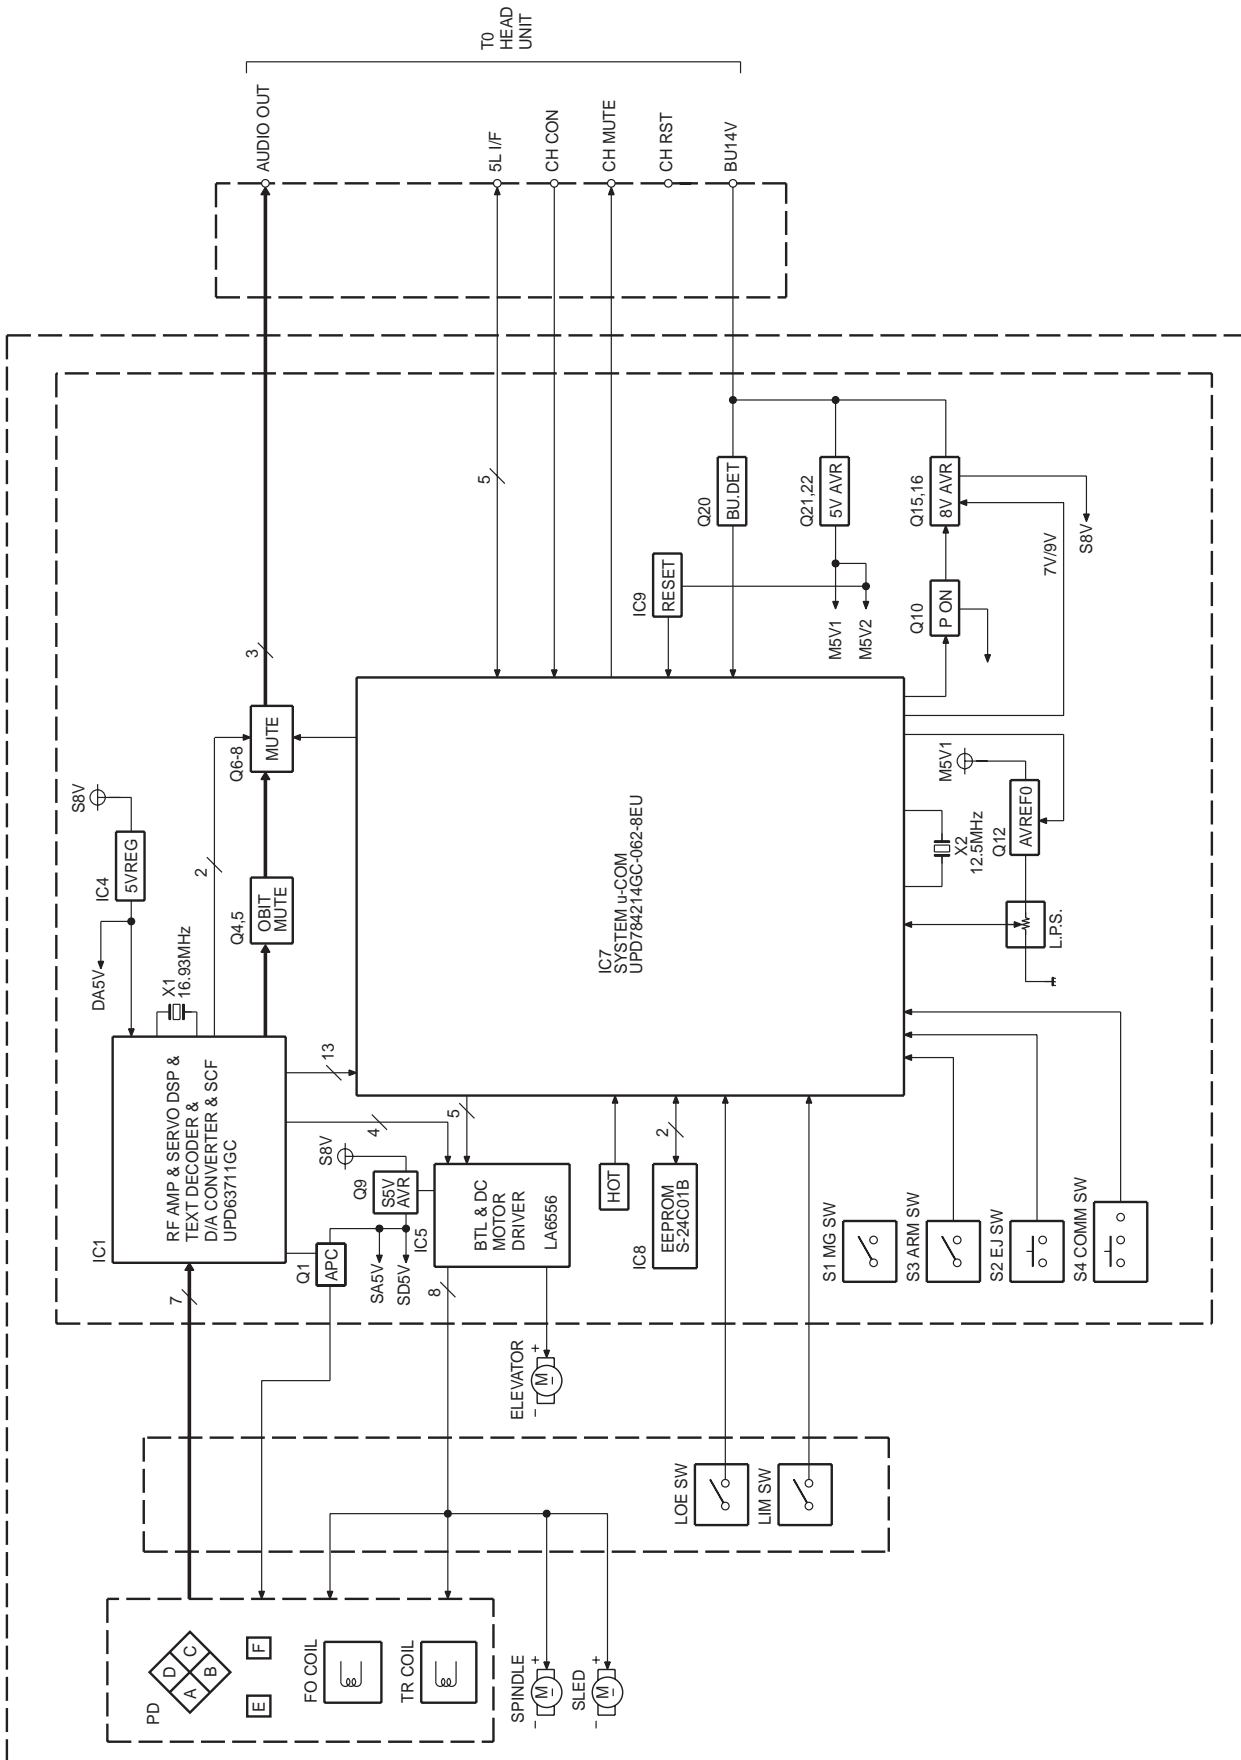 T0
HEAD
UNIT
AUDIO OUT
5L I/F
CH CON
CH MUTE
CH RST
BU14V
3
5
Q6-8
MUTE
S8V
IC4
5VREG
DA5V
2
Q4,5
OBIT
MUTE
X1
16.93MHz
IC1
RF AMP & SERVO DSP &
TEXT DECODER &
D/A CONVERTER & SCF
UPD63711GC
13
4
5
7
IC7
SYSTEM u-COM
UPD784214GC-062-8EU
IC9
RESET
Q20
BU.DET
Q21,22
5V AVR
M5V1
M5V2
Q15,16
8V AVR
Q10
P ON
7V/9V
S8V
M5V1
Q12
AVREF0
X2
12.5MHz
L.P.S.
Q1
APC
S8V
Q9
S5V
AVR
SA5V
SD5V
IC5
BTL & DC
MOTOR
DRIVER
LA6556
8
HOT
2
IC8
EEPROM
S-24C01B
S1 MG SW
S3 ARM SW
S2 EJ SW
S4 COMM SW
ELEVATOR
+
M
–
LOE SW
LIM SW
PD
A
D
B
C
E
F
FO COIL
TR COIL
SPINDLE
+
M
–
SLED
+
M
–